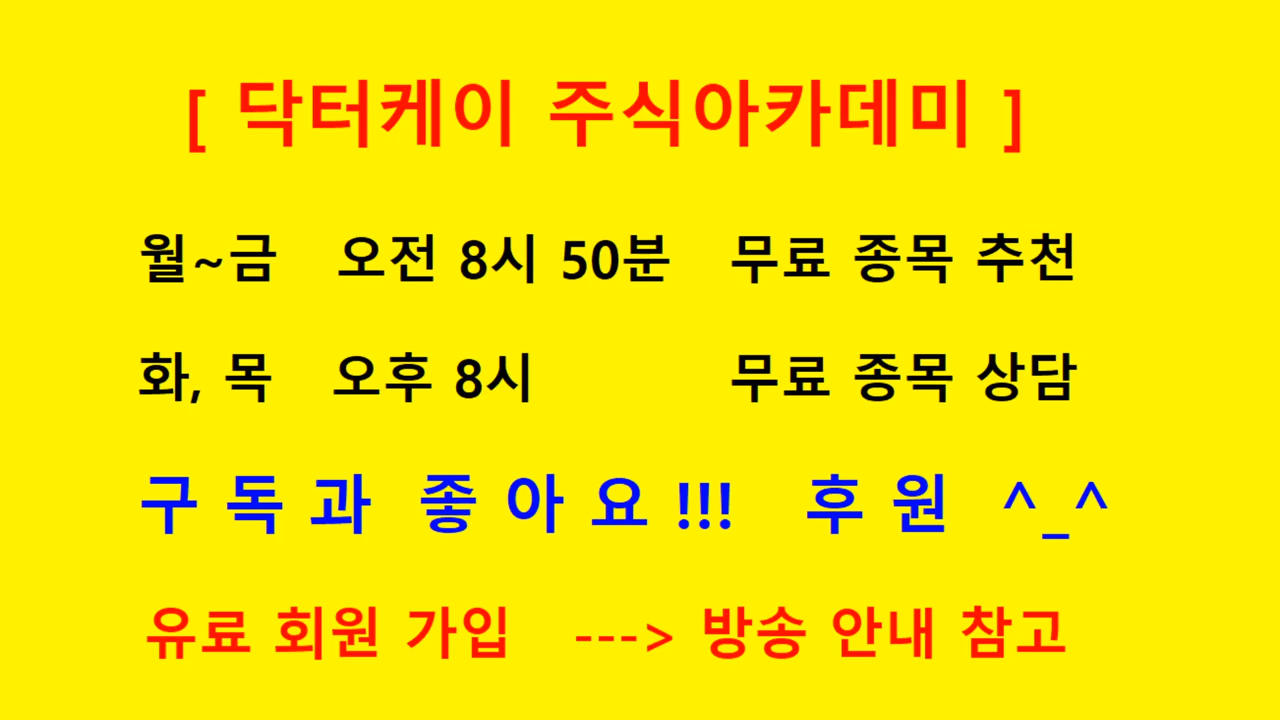 [ 닥터케이 주식아카데미 ]
월~금 오전 8시 50분 무료 종목 추천
화, 목 오후 8시 무료 종목 상담
구 독 과 좋 아 요 !!! 후 원 ^_^
유료 회원 가입 ---> 방송 안내 참고